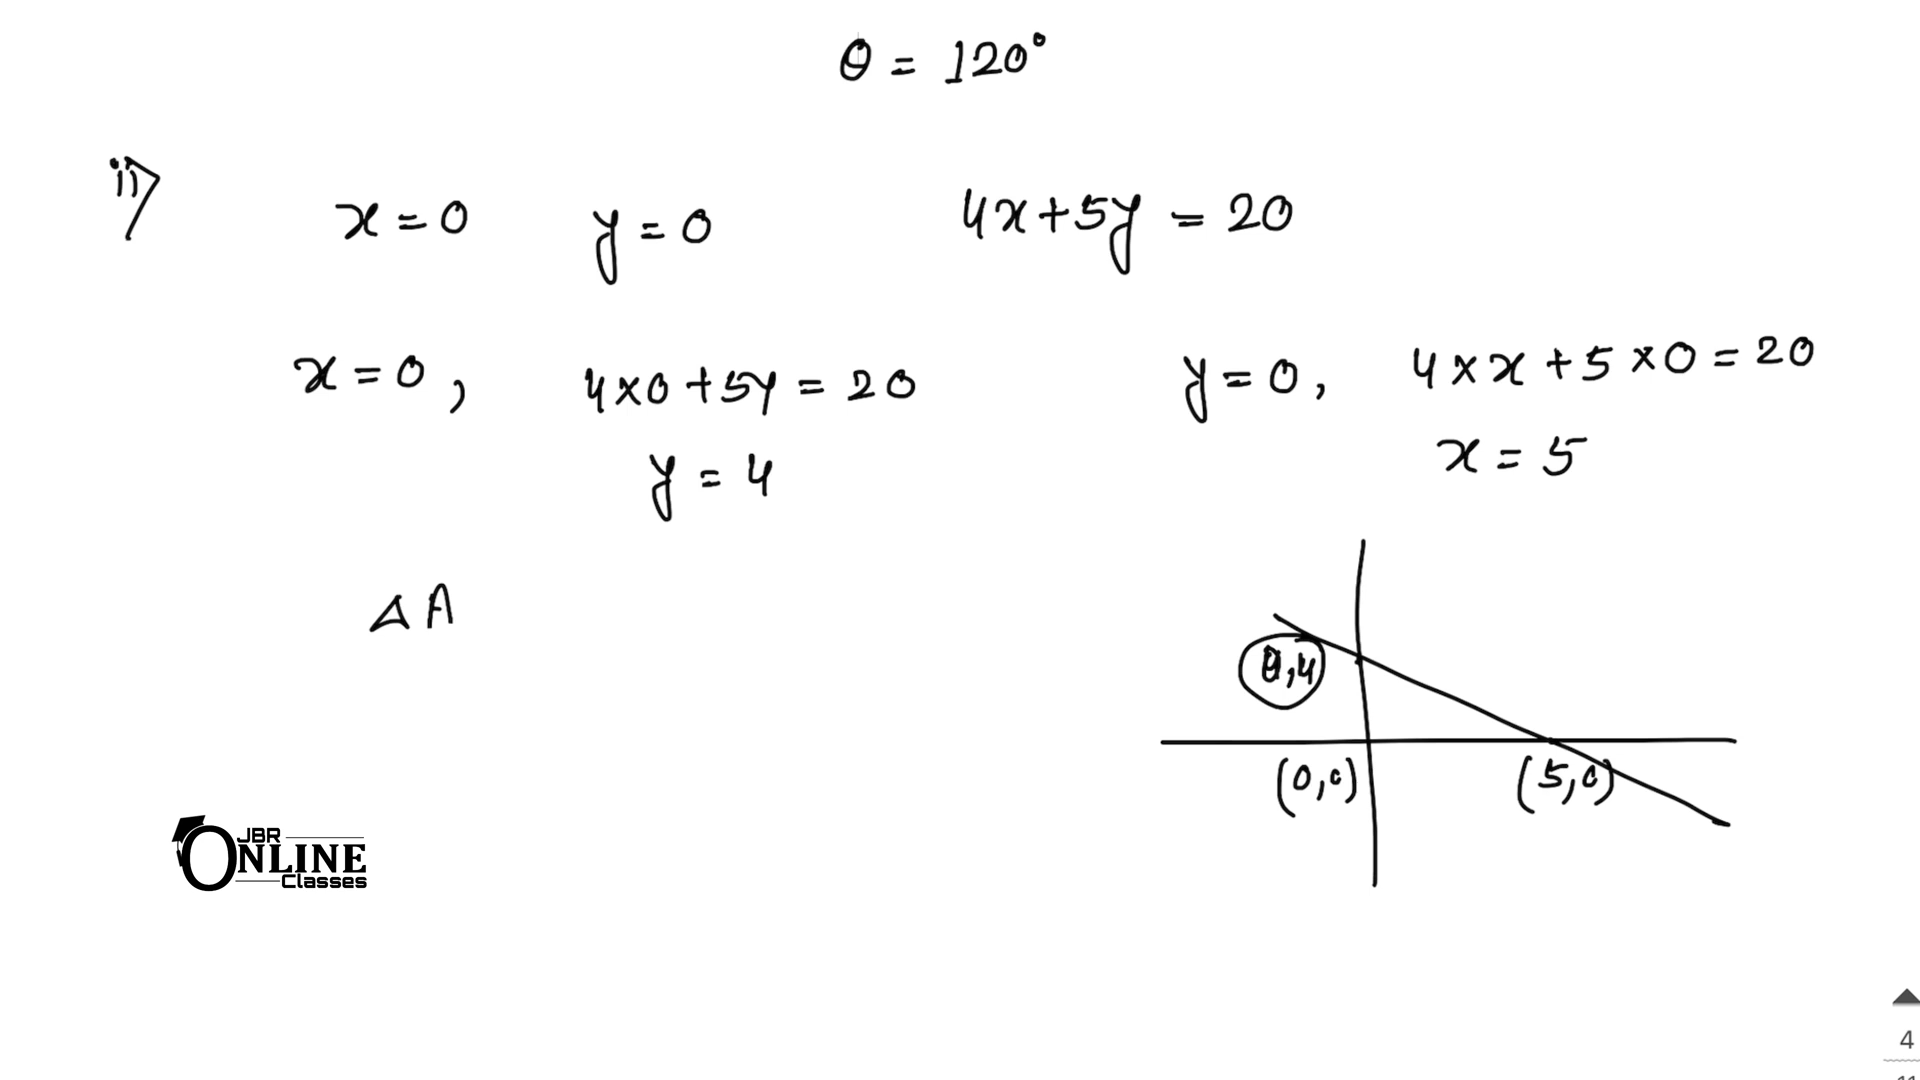 θ = 120°
ii)
x = 0 y = 0 4x+5y = 20
x = 0, 4×0+5y = 20 y = 0, 4×x+5×0=20
y = 4 x = 5
△ A
0,4
(0,0) (5,0)
JBR
ONLINE
Classes
4